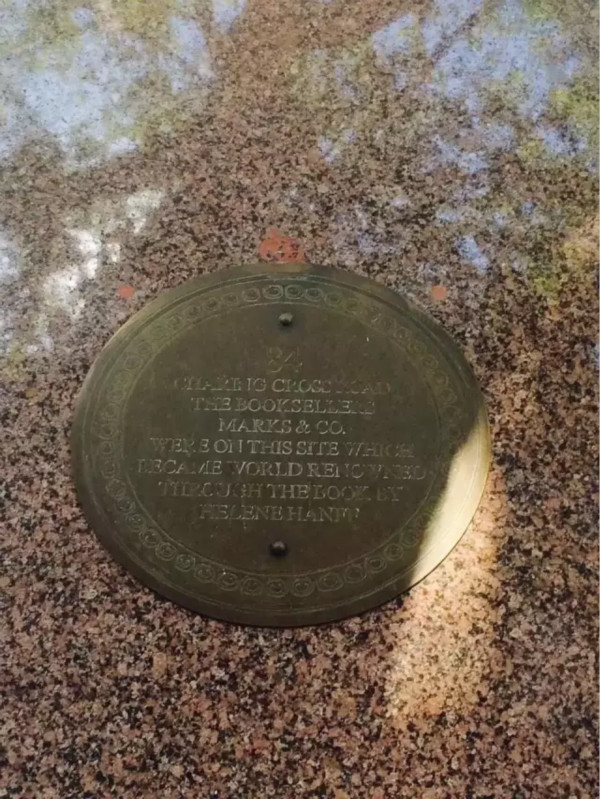 84
CHARING CROSS ROAD
THE BOOKSELLERS
MARKS & CO.
WERE ON THIS SITE WHICH
BECAME WORLD RENOWNED
THROUGH THE BOOK BY
HELENE HANFF